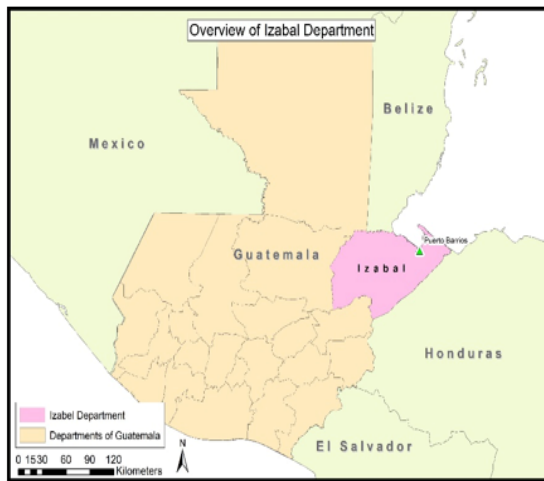 Overview of Izabal Department
Belize
Mexico
Puerto Barrios
Guatemala
Izabal
Honduras
Izabel Department
Departments of Guatemala
El Salvador
N
0 15 30 60 90 120
Kilometers